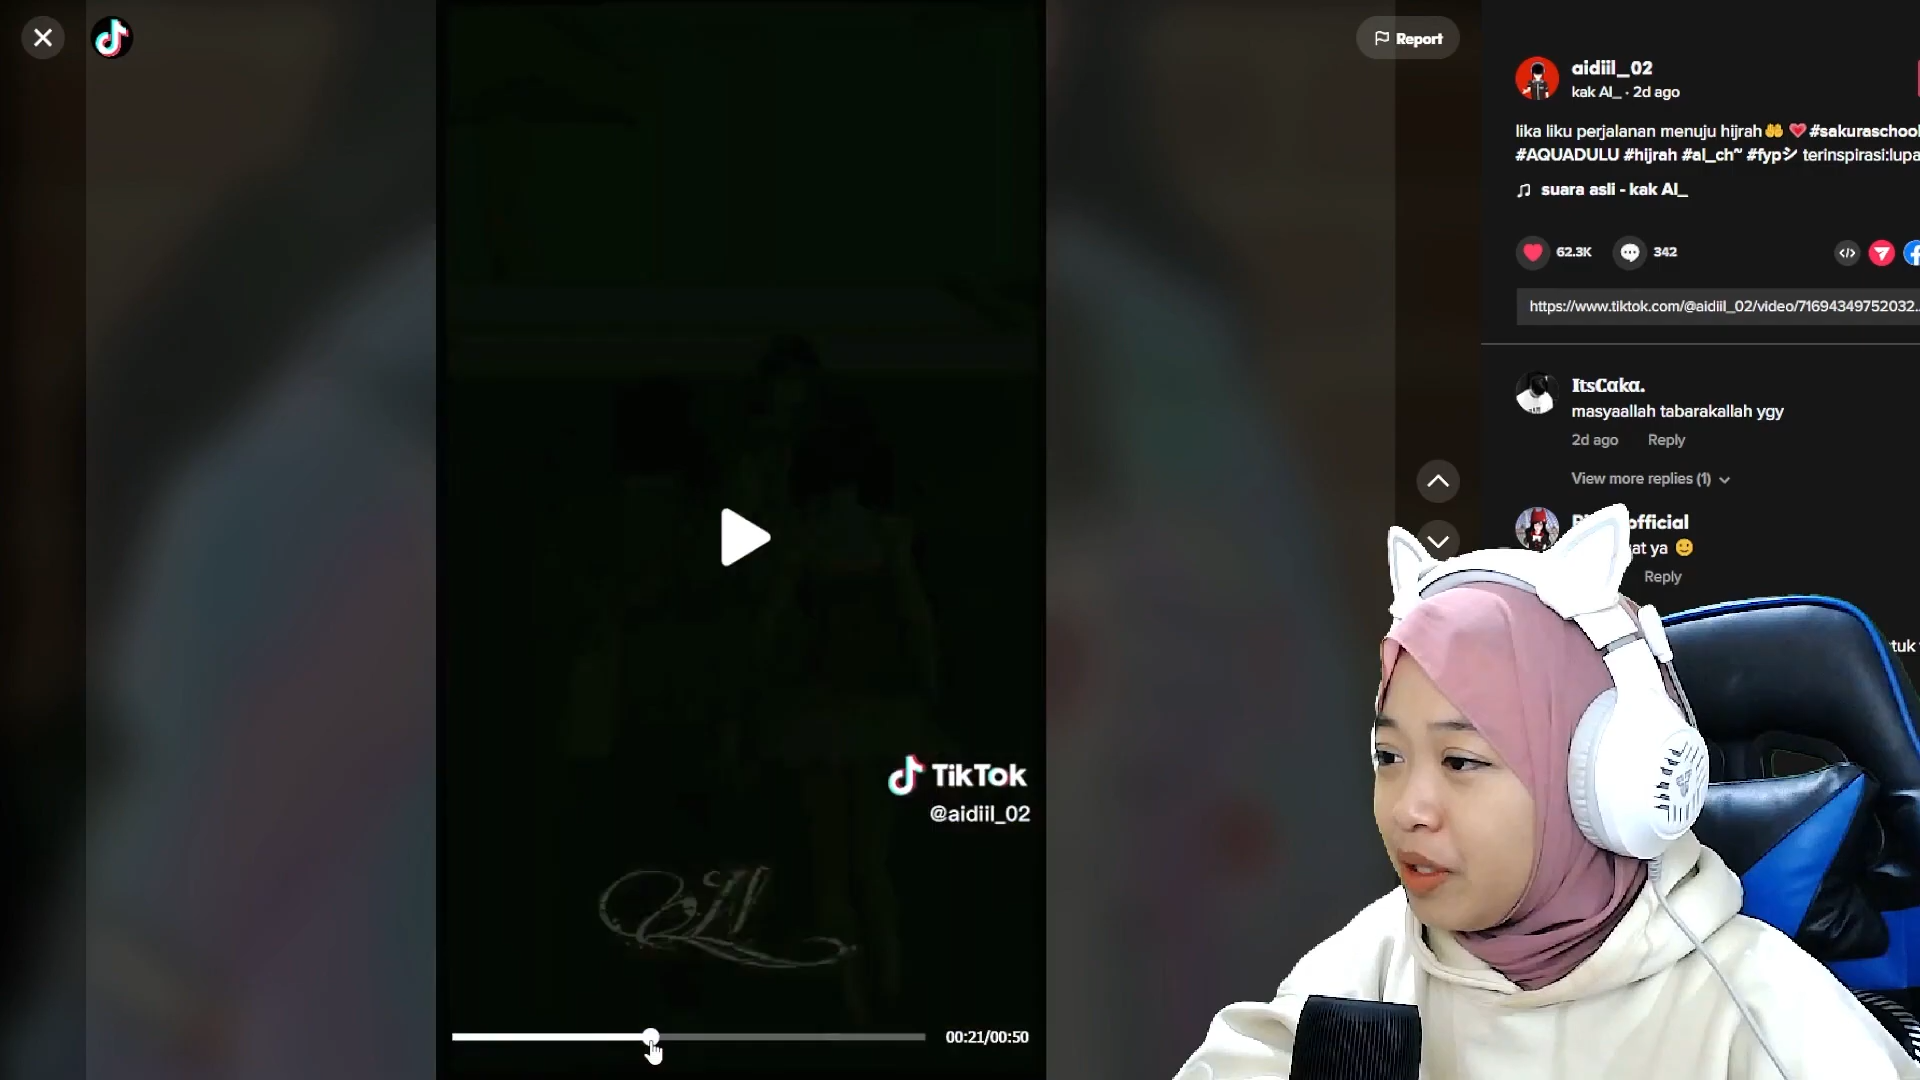 Report
aidiil_02
kak Al_ · 2d ago
lika liku perjalanan menuju hijrah🤲 💗 #sakuraschool
#AQUADULU #hijrah #al_ch~ #fypシ terinspirasi:lupa
suara asli - kak Al_
62.3K
342
https://www.tiktok.com/@aidiil_02/video/71694349752032...
ItsCaka.
masyaallah tabarakallah ygy
2d ago Reply
View more replies (1)
official
ya 🙂
Reply
TikTok
@aidiil_02
00:21/00:50